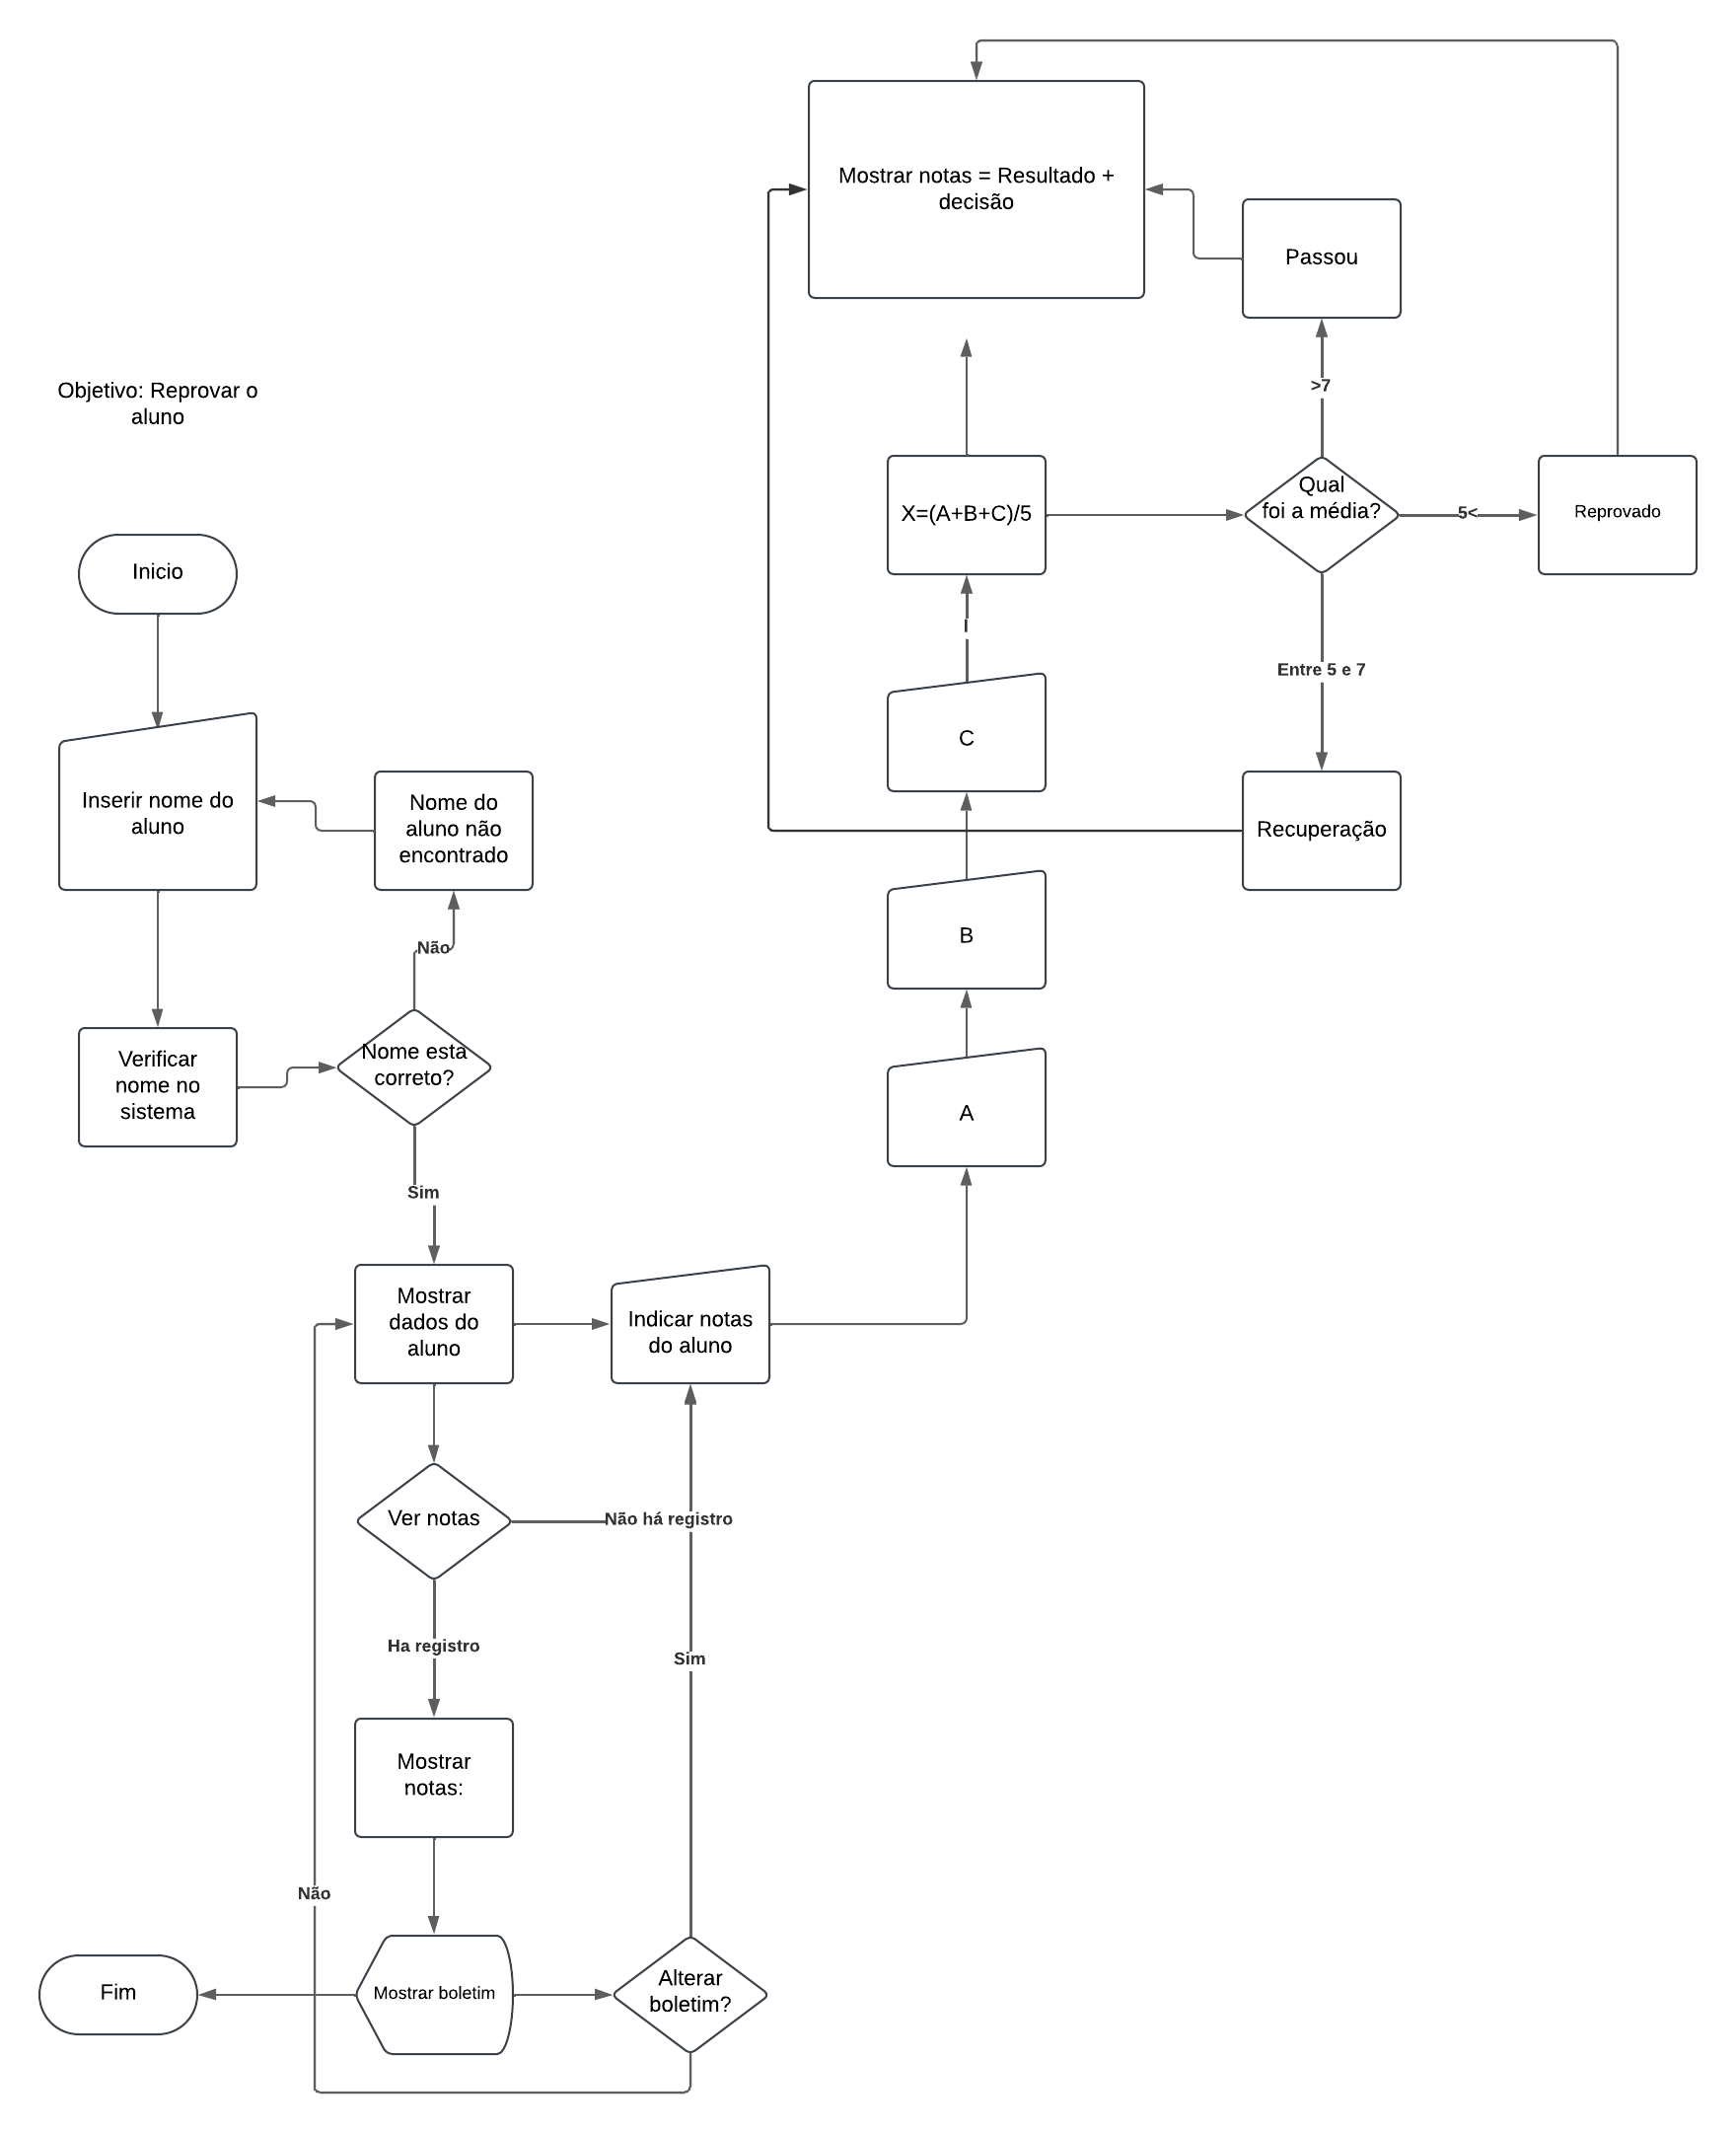 Mostrar notas = Resultado +
decisão
Passou
>7
Objetivo: Reprovar o
aluno
X=(A+B+C)/5
Qual
foi a média?
5<
Reprovado
Inicio
I
Entre 5 e 7
C
Inserir nome do
aluno
Nome do
aluno não
encontrado
Recuperação
B
Não
Verificar
nome no
sistema
Nome esta
correto?
A
Sim
Mostrar
dados do
aluno
Indicar notas
do aluno
Ver notas
Não há registro
Ha registro
Sim
Mostrar
notas:
Não
Fim
Mostrar boletim
Alterar
boletim?